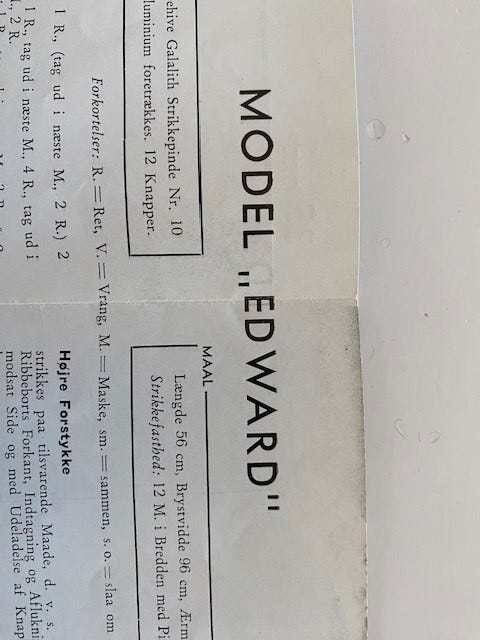 MODEL „EDWARD"
ehive Galalith Strikkepinde Nr. 10
luminium foretrækkes. 12 Knapper.
MAAL
Længde 56 cm, Brystvidde 96 cm, Ærm
Strikkefasthed: 12 M. i Bredden med Pi
Forkortelser: R. = Ret, V. = Vrang, M. = Maske, sm. = sammen, s. o. = slaa om
1 R., (tag ud i næste M., 2 R.) 2
1 R., tag ud i næste M., 4 R., tag ud i
2 R.
Højre Forstykke
strikkes paa tilsvarende Maade, d. v. s.
Ribbeborts Forkant, Indtagning og Aflukni
modsat Side og med Udeladelse af Knap